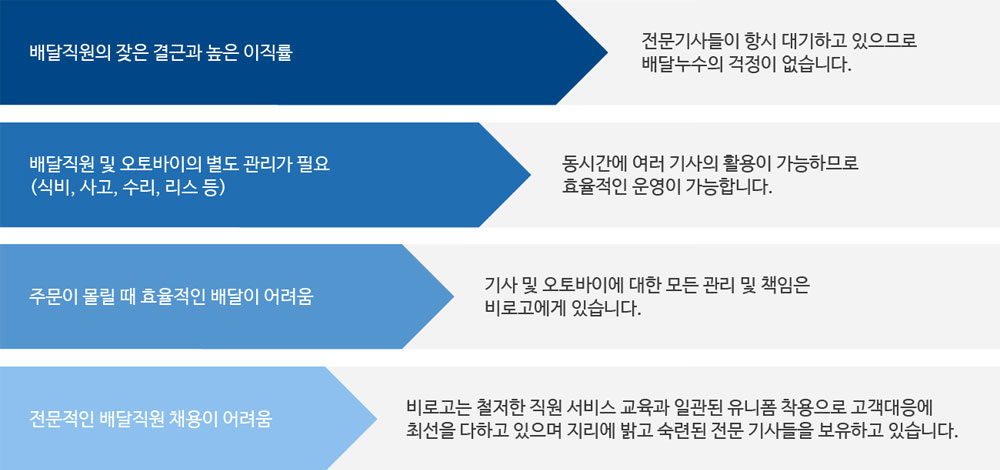 배달직원의 잦은 결근과 높은 이직률
전문기사들이 항시 대기하고 있으므로
배달누수의 걱정이 없습니다.
배달직원 및 오토바이의 별도 관리가 필요
(식비, 사고, 수리, 리스 등)
동시간에 여러 기사의 활용이 가능하므로
효율적인 운영이 가능합니다.
주문이 몰릴 때 효율적인 배달이 어려움
기사 및 오토바이에 대한 모든 관리 및 책임은
비로고에게 있습니다.
전문적인 배달직원 채용이 어려움
비로고는 철저한 직원 서비스 교육과 일관된 유니폼 착용으로 고객대응에
최선을 다하고 있으며 지리에 밝고 숙련된 전문 기사들을 보유하고 있습니다.